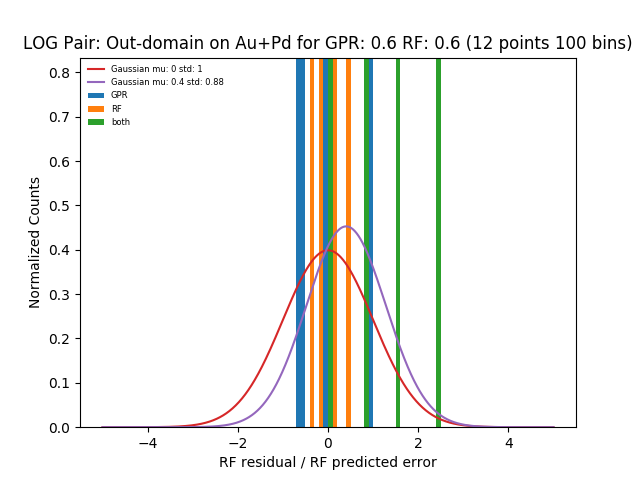 LOG Pair: Out-domain on Au+Pd for GPR: 0.6 RF: 0.6 (12 points 100 bins)
Gaussian mu: 0 std: 1
Gaussian mu: 0.4 std: 0.88
GPR
RF
both
0.8
0.7
0.6
0.5
0.4
0.3
0.2
0.1
0.0
Normalized Counts
−4 −2 0 2 4
RF residual / RF predicted error